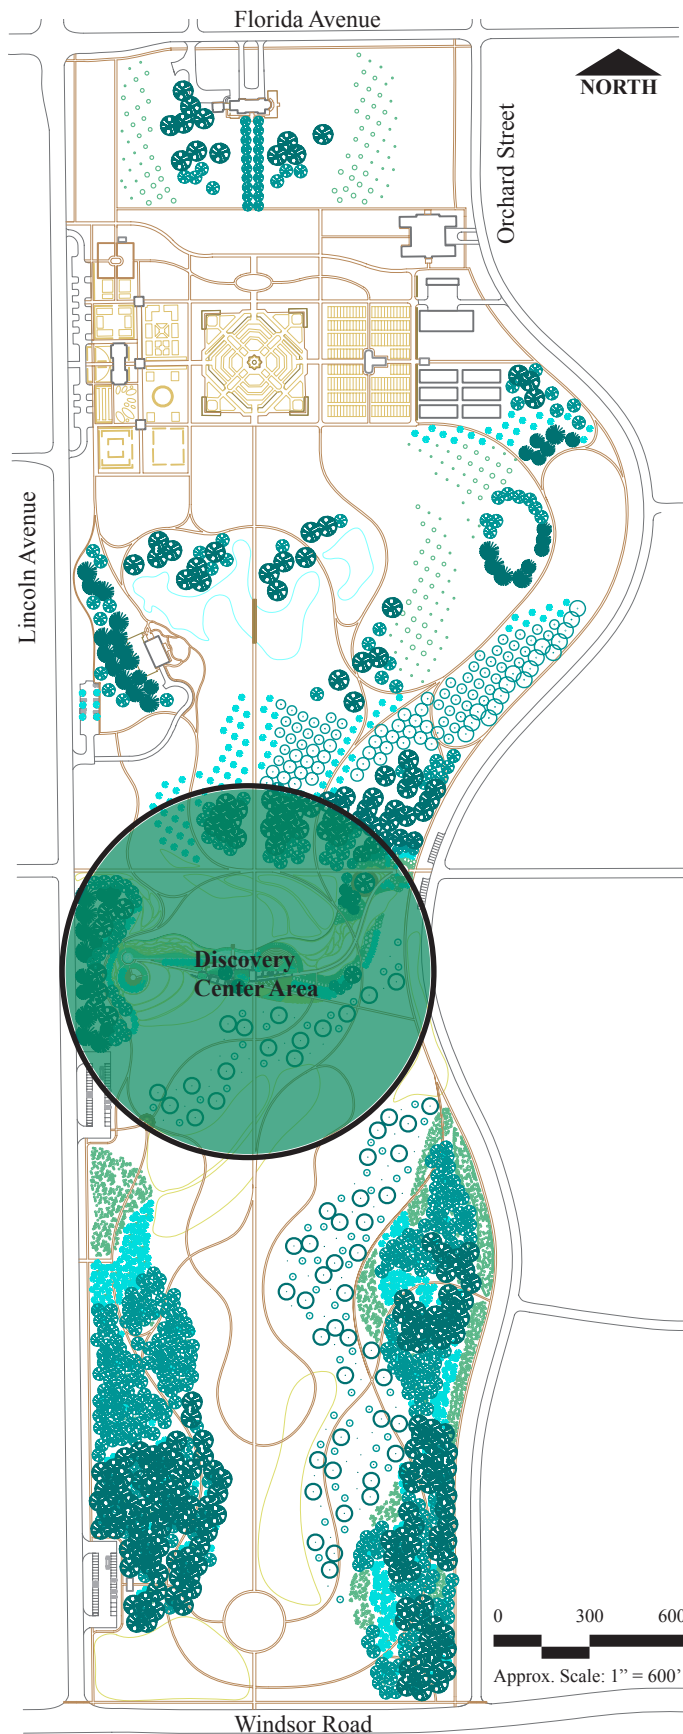 Florida Avenue
NORTH
Orchard Street
Lincoln Avenue
Discovery
Center Area
0 300 600
Approx. Scale: 1” = 600’
Windsor Road